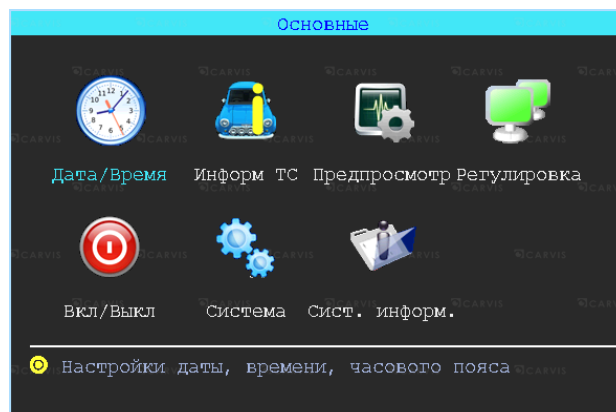 Основные
Дата/Время Информ ТС Предпросмотр Регулировка
Вкл/Выкл Система Сист. информ.
Настройки даты, времени, часового пояса